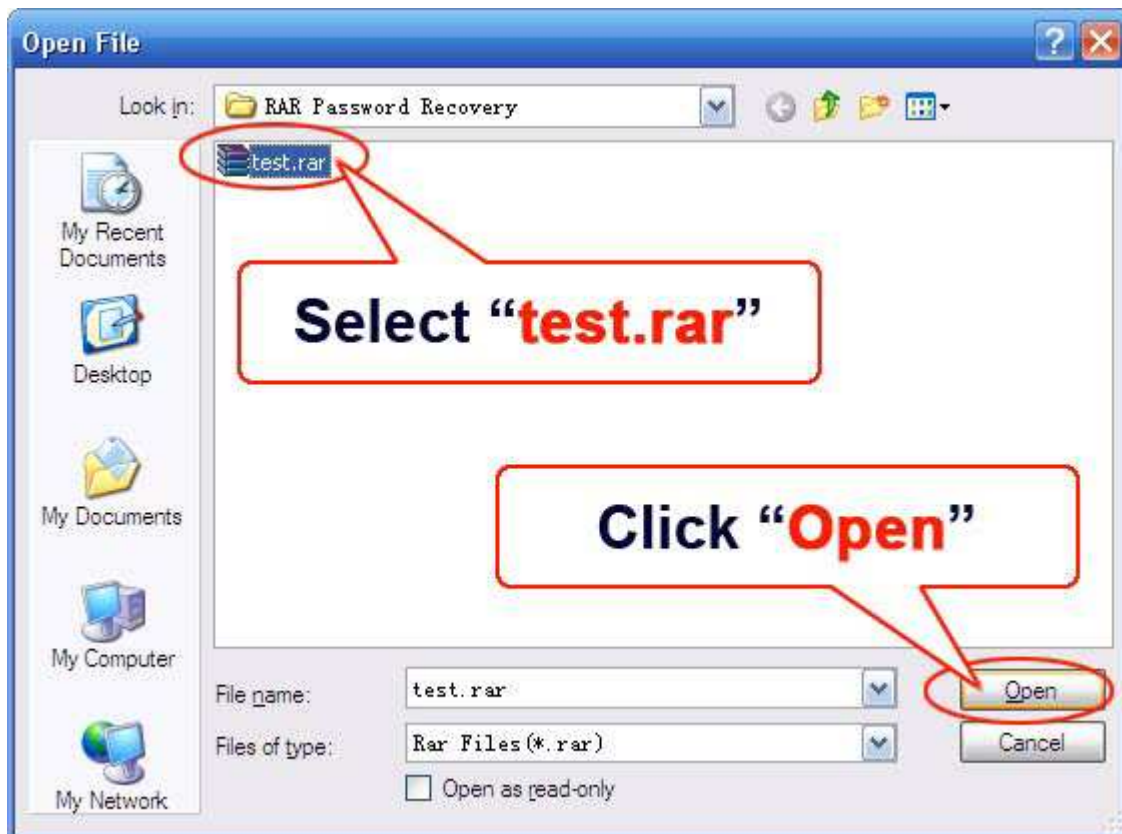 Open File
Look in:
RAR Password Recovery
test.rar
My Recent
Documents
Select “test.rar”
Desktop
Click “Open”
My Documents
My Computer
File name:
test.rar
Open
Files of type:
Rar Files(*.rar)
Cancel
Open as read-only
My Network